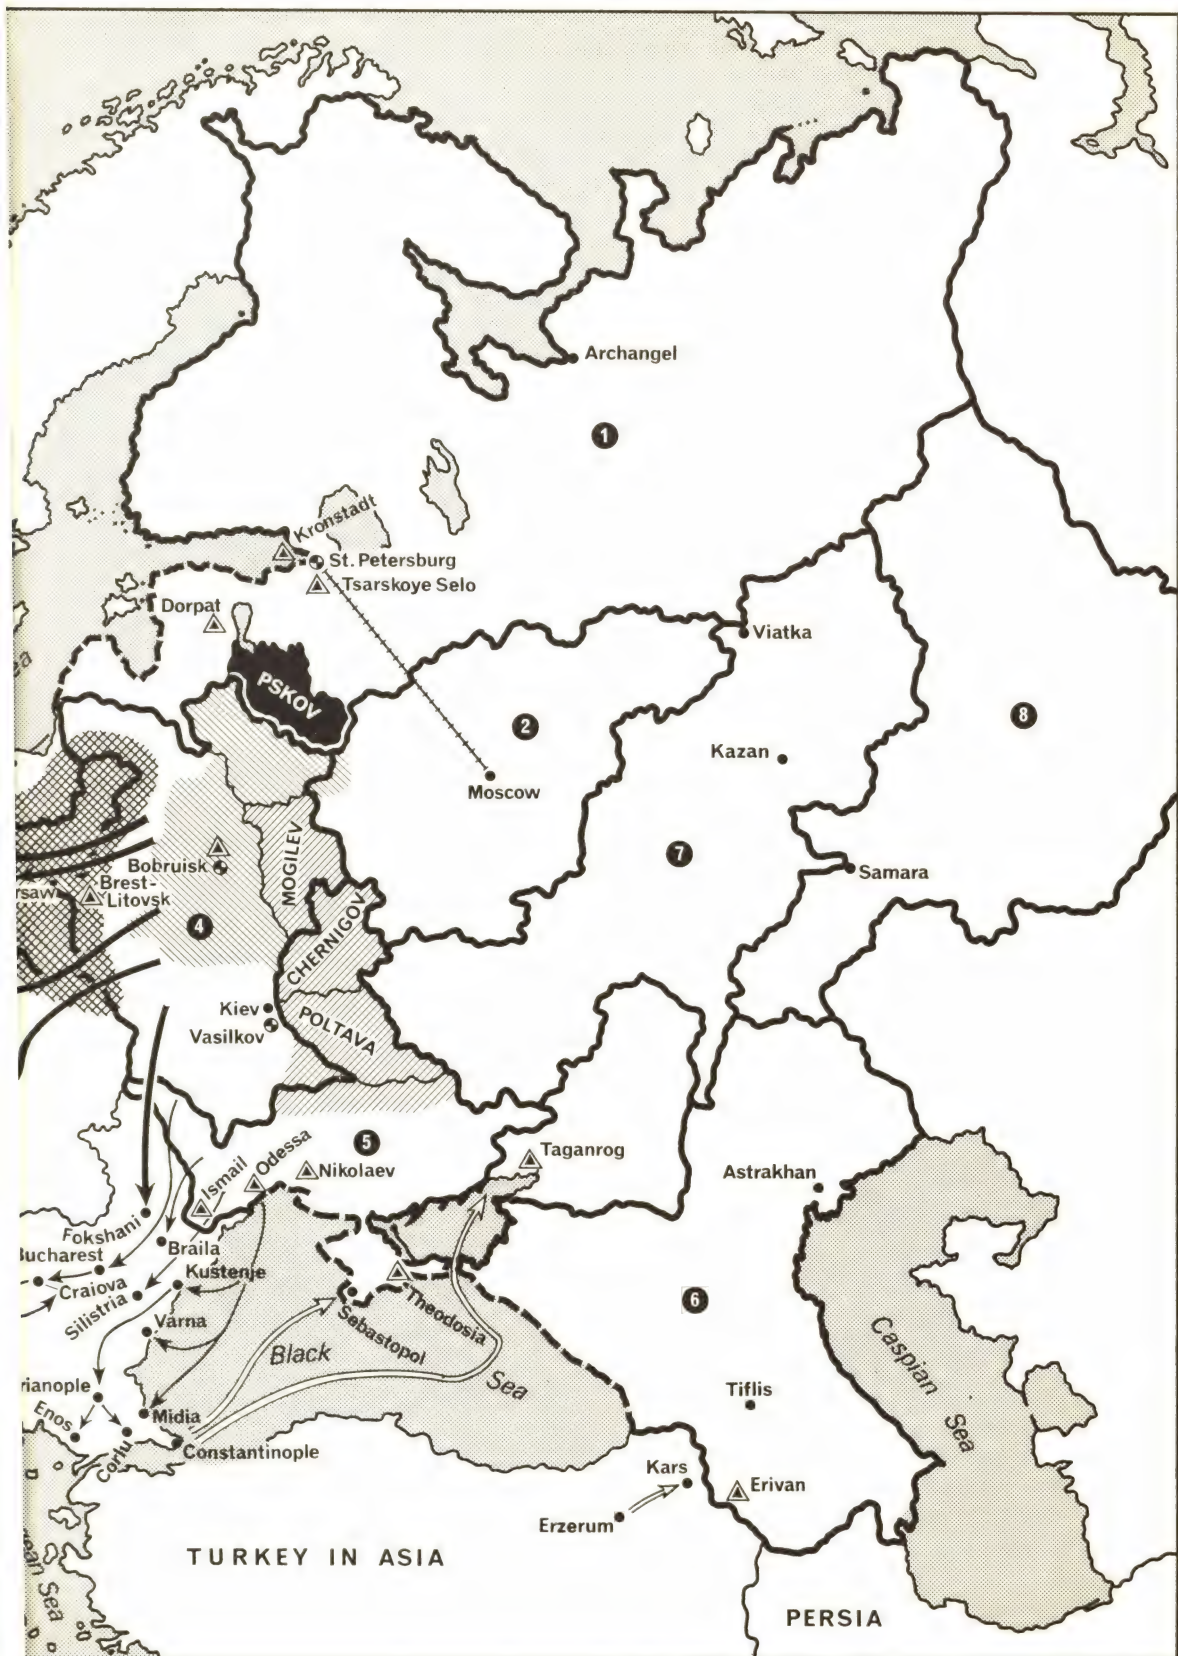 Archangel
1
Kronstadt
St. Petersburg
Tsarskoye Selo
Dorpat
Viatka
PSKOV
2
8
Kazan
Moscow
MOGILEV
7
Bobruisk
Samara
Brest-
Litovsk
4
CHERNIGOV
Kiev
POLTAVA
Vasilkov
5
Taganrog
Odessa
Nikolaev
Ismail
Astrakhan
Fokshani
Braila
Craiova
Kustenje
Silistria
Theodosia
6
Varna
Sebastopol
Caspian
Sea
Black
Sea
Tiflis
Enos
Midia
Corlu
Constantinople
Kars
Erivan
Erzerum
TURKEY IN ASIA
Sea
PERSIA